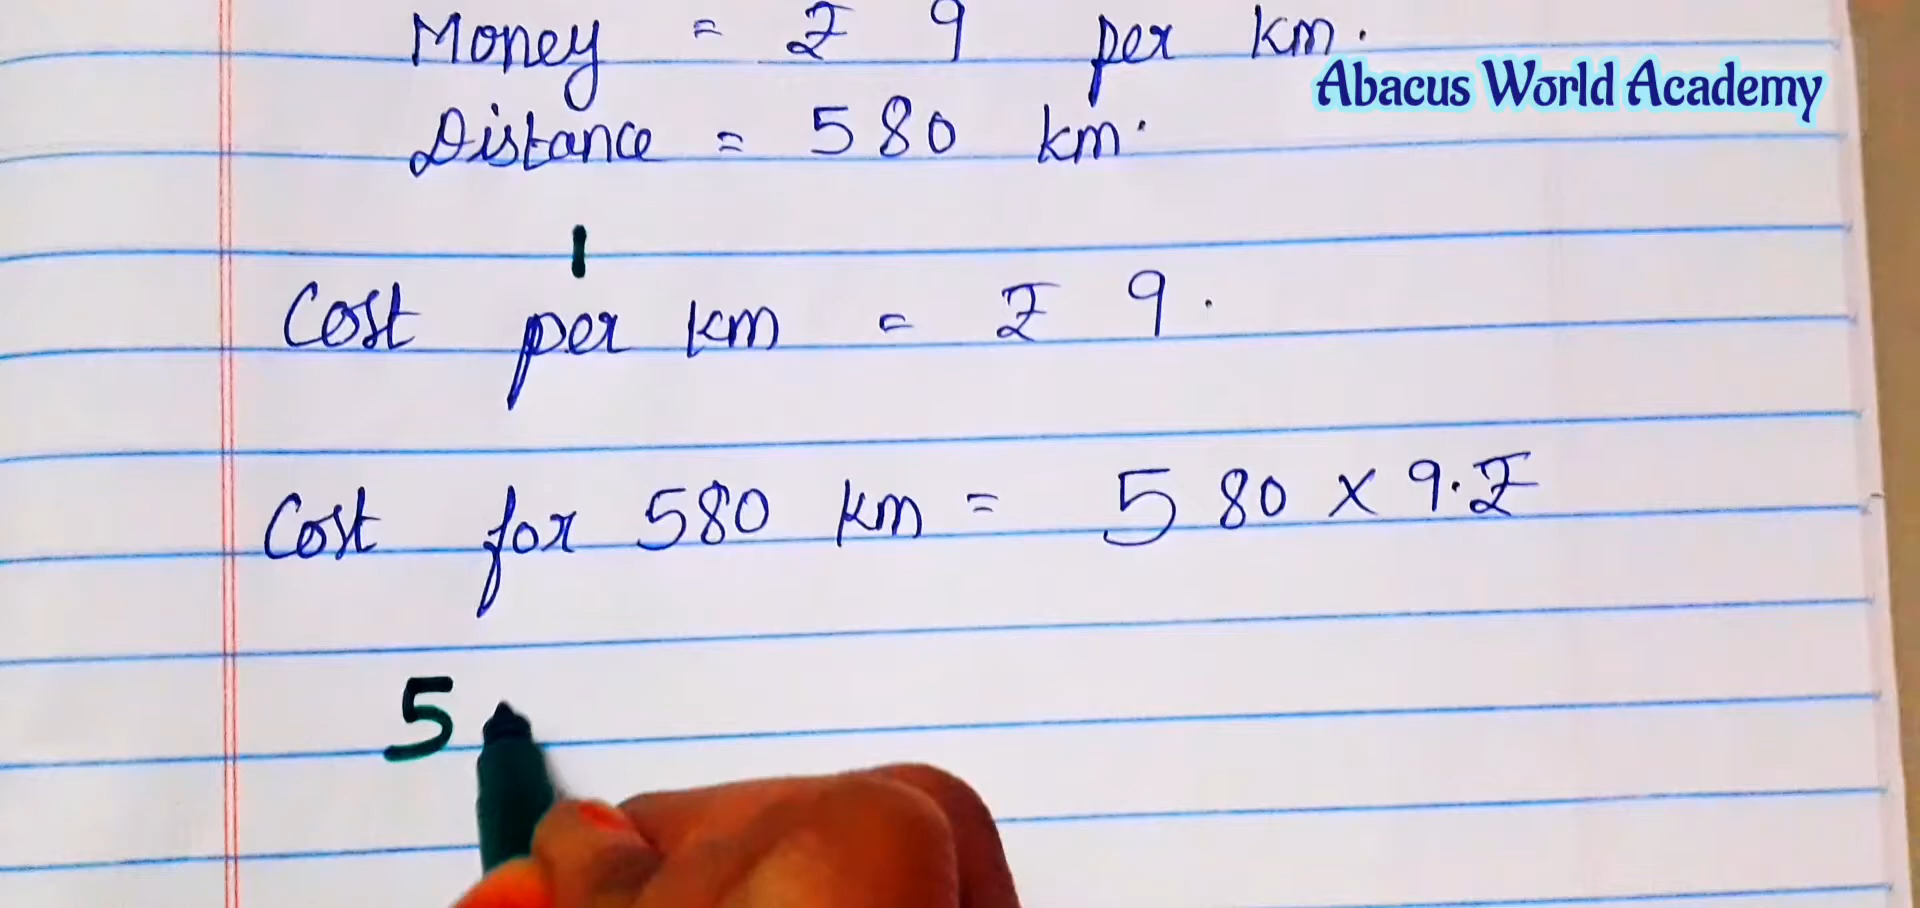 Money = ₹ 9 per km.
Abacus World Academy
Distance = 580 km.
1
Cost per km = ₹ 9.
Cost for 580 km = 580 x 9.₹
5